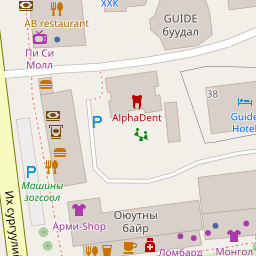 ХХК
GUIDE
буудал
AB restaurant
Пи Си
Молл
38
P
AlphaDent
Guide
Hotel
P
Машины
зогсоол
Их сургуулий
Арми-Shop
Оюутны
байр
Ломбард
Монгол